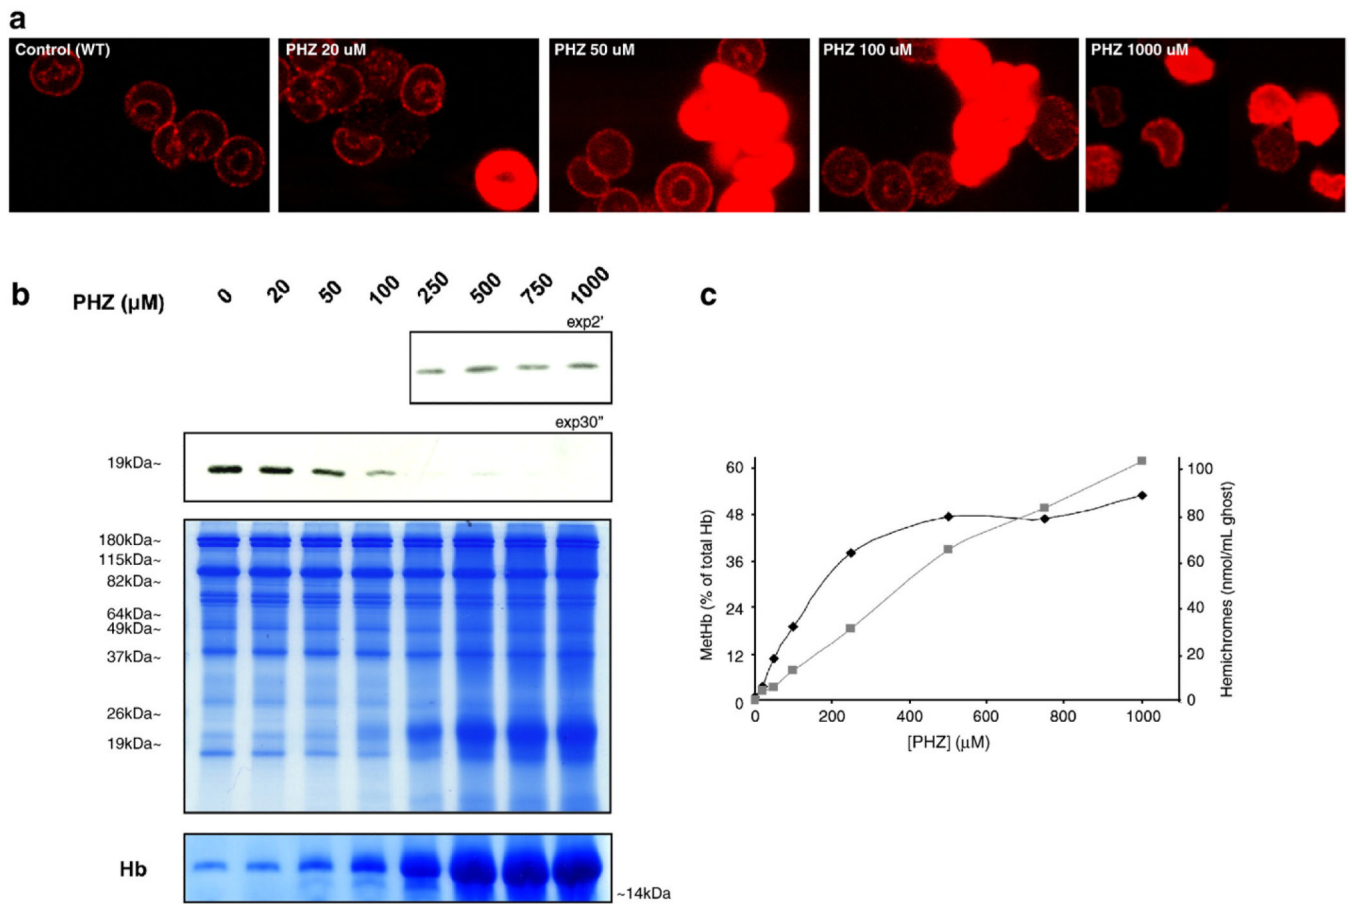 a
Control (WT)
PHZ 20 uM
PHZ 50 uM
PHZ 100 uM
PHZ 1000 uM
b
PHZ (µM)
0
20
50
100
250
500
750
1000
exp2’
exp30”
19kDa~
180kDa~
115kDa~
82kDa~
64kDa~
49kDa~
37kDa~
26kDa~
19kDa~
Hb
~14kDa
c
MetHb (% of total Hb)
60
48
36
24
12
0
0
200
400
600
800
1000
[PHZ] (µM)
100
80
60
40
20
0
Hemichromes (nmol/mL ghost)